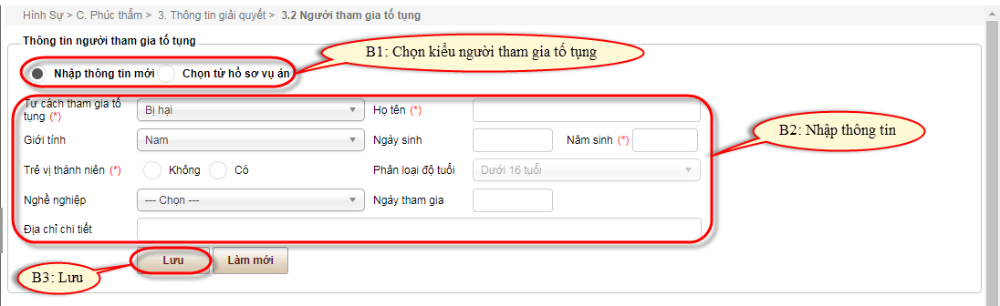 Hình Sự > C. Phúc thẩm > 3. Thông tin giải quyết > 3.2 Người tham gia tố tụng
Thông tin người tham gia tố tụng
B1: Chọn kiểu người tham gia tố tụng
Nhập thông tin mới Chọn từ hồ sơ vụ án
Tư cách tham gia tố tụng (*) Bị hại Họ tên (*)
B2: Nhập thông tin
Giới tính Nam Ngày sinh Năm sinh (*)
Trẻ vị thành niên (*) Không Có Phân loại độ tuổi Dưới 16 tuổi
Nghề nghiệp --- Chọn --- Ngày tham gia
Địa chỉ chi tiết
Lưu Làm mới
B3: Lưu